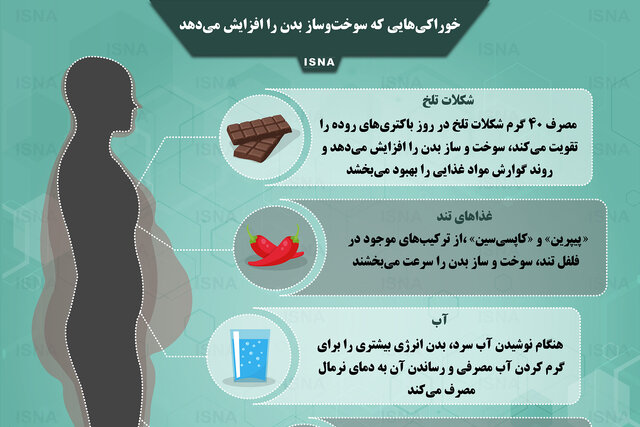 خوراکی‌هایی که سوخت‌وساز بدن را افزایش می‌دهد
ISNA
شکلات تلخ
مصرف ۴۰ گرم شکلات تلخ در روز باکتری‌های روده را
تقویت می‌کند، سوخت و ساز بدن را افزایش می‌دهد و
روند گوارش مواد غذایی را بهبود می‌بخشد
غذاهای تند
«پیپرین» و «کاپسی‌سین» ،از ترکیب‌های موجود در
فلفل تند، سوخت و ساز بدن را سرعت می‌بخشند
آب
هنگام نوشیدن آب سرد، بدن انرژی بیشتری را برای
گرم کردن آب مصرفی و رساندن آن به دمای نرمال
مصرف می‌کند